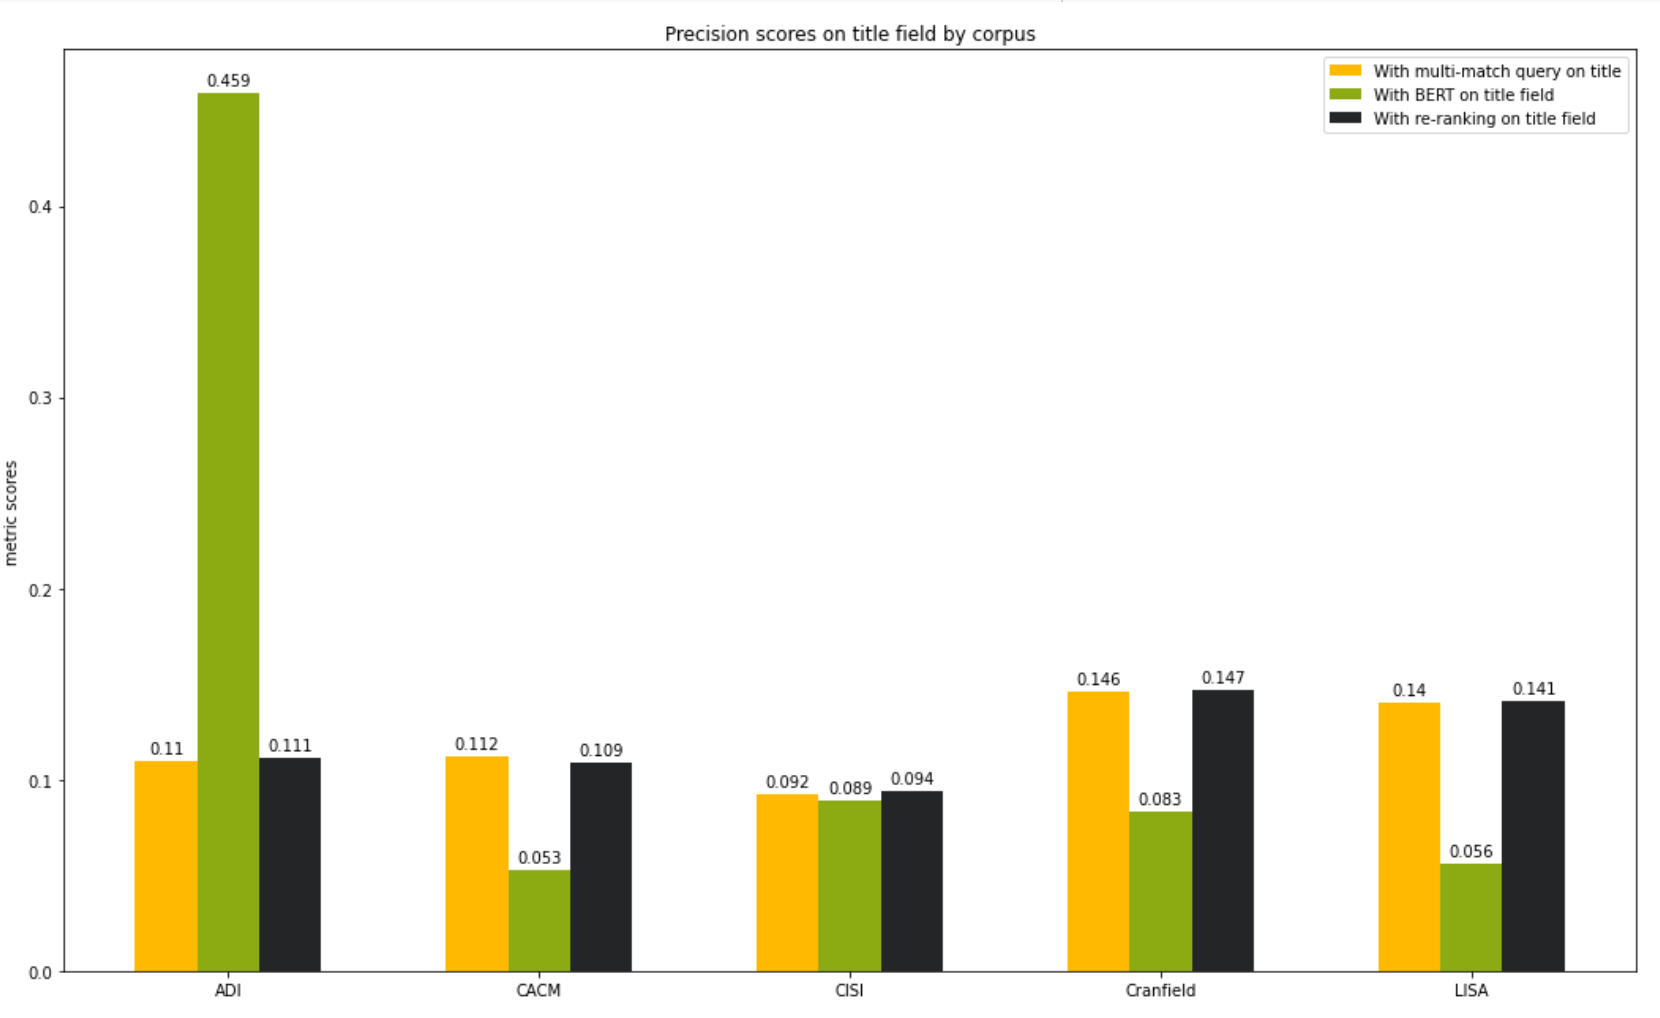 Precision scores on title field by corpus
With multi-match query on title
With BERT on title field
With re-ranking on title field
metric scores
0.4
0.3
0.2
0.1
0.0
0.11
0.459
0.111
0.112
0.053
0.109
0.092
0.089
0.094
0.146
0.083
0.147
0.14
0.056
0.141
ADI
CACM
CISI
Cranfield
LISA